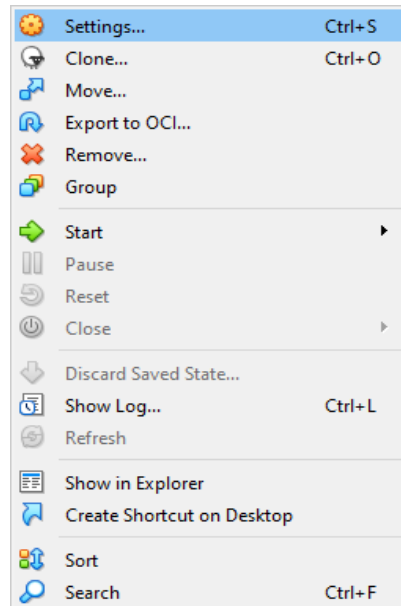 Settings... Ctrl+S
Clone... Ctrl+O
Move...
Export to OCI...
Remove...
Group
Start
Pause
Reset
Close
Discard Saved State...
Show Log... Ctrl+L
Refresh
Show in Explorer
Create Shortcut on Desktop
Sort
Search Ctrl+F